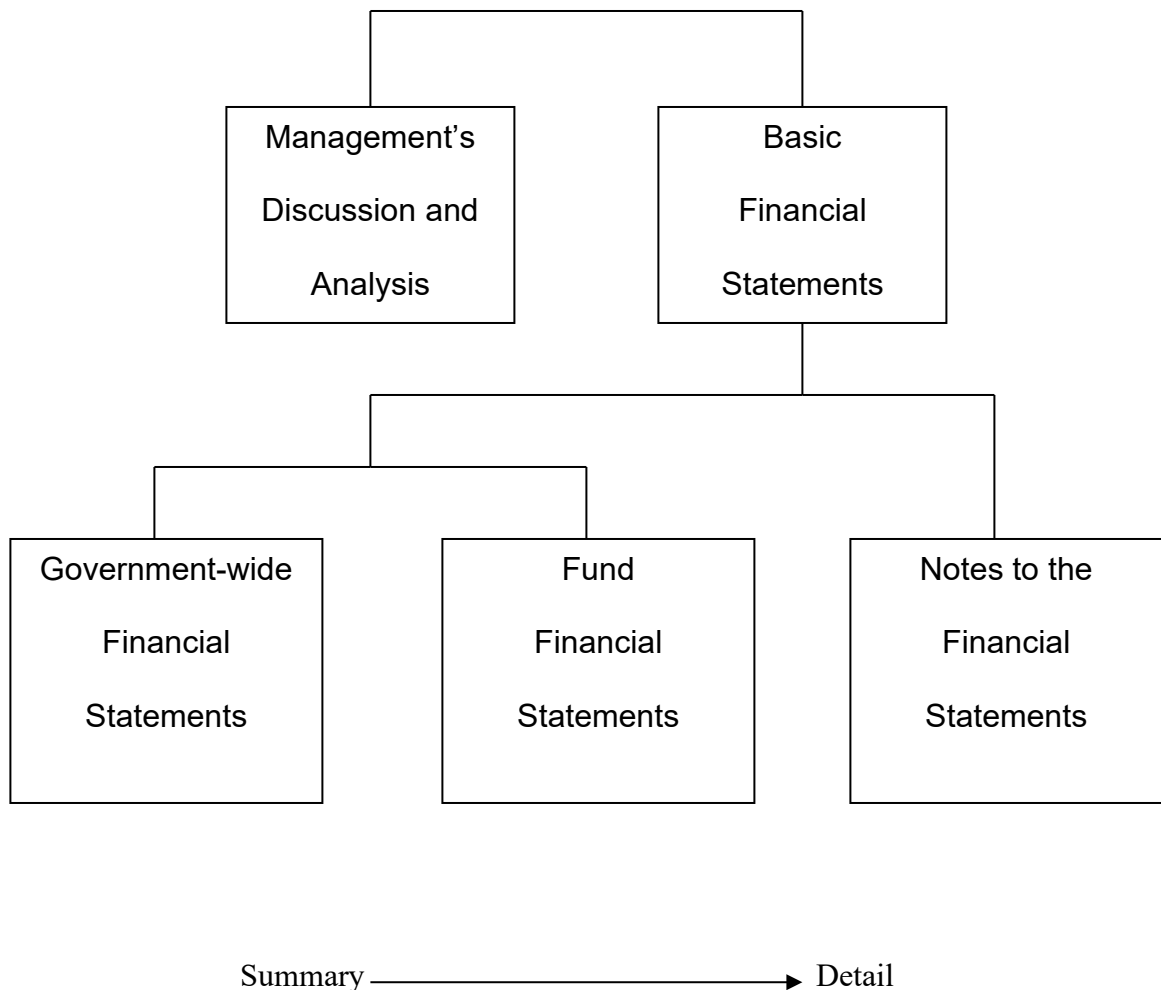 Management’s
Discussion and
Analysis
Basic
Financial
Statements
Government-wide
Financial
Statements
Fund
Financial
Statements
Notes to the
Financial
Statements
Summary
Detail